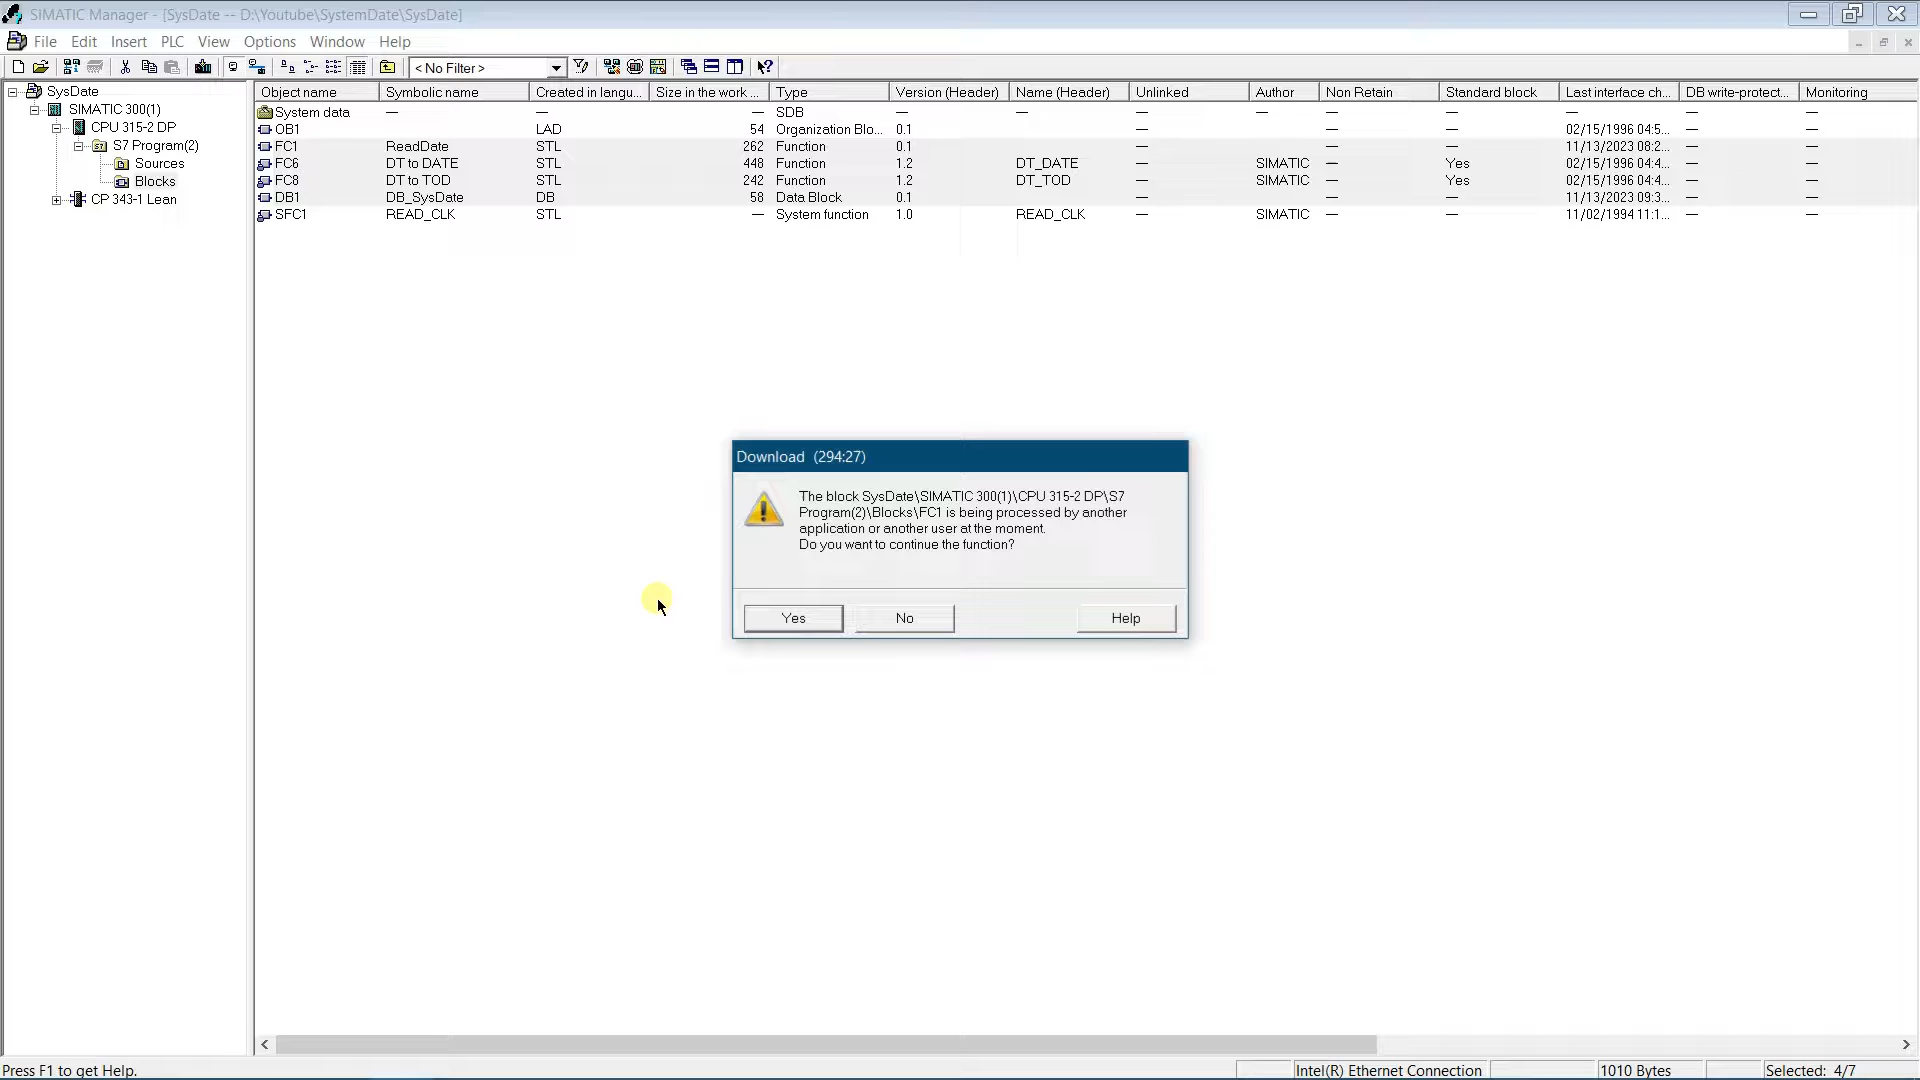 SIMATIC Manager - [SysDate -- D:\Youtube\SystemDate\SysDate]
File Edit Insert PLC View Options Window Help
< No Filter >
SysDate
SIMATIC 300(1)
CPU 315-2 DP
S7 Program(2)
Sources
Blocks
CP 343-1 Lean
Object name Symbolic name Created in langu... Size in the work ... Type Version (Header) Name (Header) Unlinked Author Non Retain Standard block Last interface ch... DB write-protect... Monitoring
System data — — — SDB — — — — — — — — —
OB1 LAD 54 Organization Blo... 0.1 — — — 02/15/1996 04:5... — —
FC1 ReadDate STL 262 Function 0.1 — — — 11/13/2023 08:2... — —
FC6 DT to DATE STL 448 Function 1.2 DT_DATE — SIMATIC — Yes 02/15/1996 04:4... — —
FC8 DT to TOD STL 242 Function 1.2 DT_TOD — SIMATIC — Yes 02/15/1996 04:4... — —
DB1 DB_SysDate DB 58 Data Block 0.1 — — — 11/13/2023 09:3... — —
SFC1 READ_CLK STL — System function 1.0 READ_CLK — SIMATIC — — 11/02/1994 11:1... — —
Download (294:27)
The block SysDate\SIMATIC 300(1)\CPU 315-2 DP\S7
Program(2)\Blocks\FC1 is being processed by another
application or another user at the moment.
Do you want to continue the function?
Yes No Help
Press F1 to get Help. Intel(R) Ethernet Connection 1010 Bytes Selected: 4/7